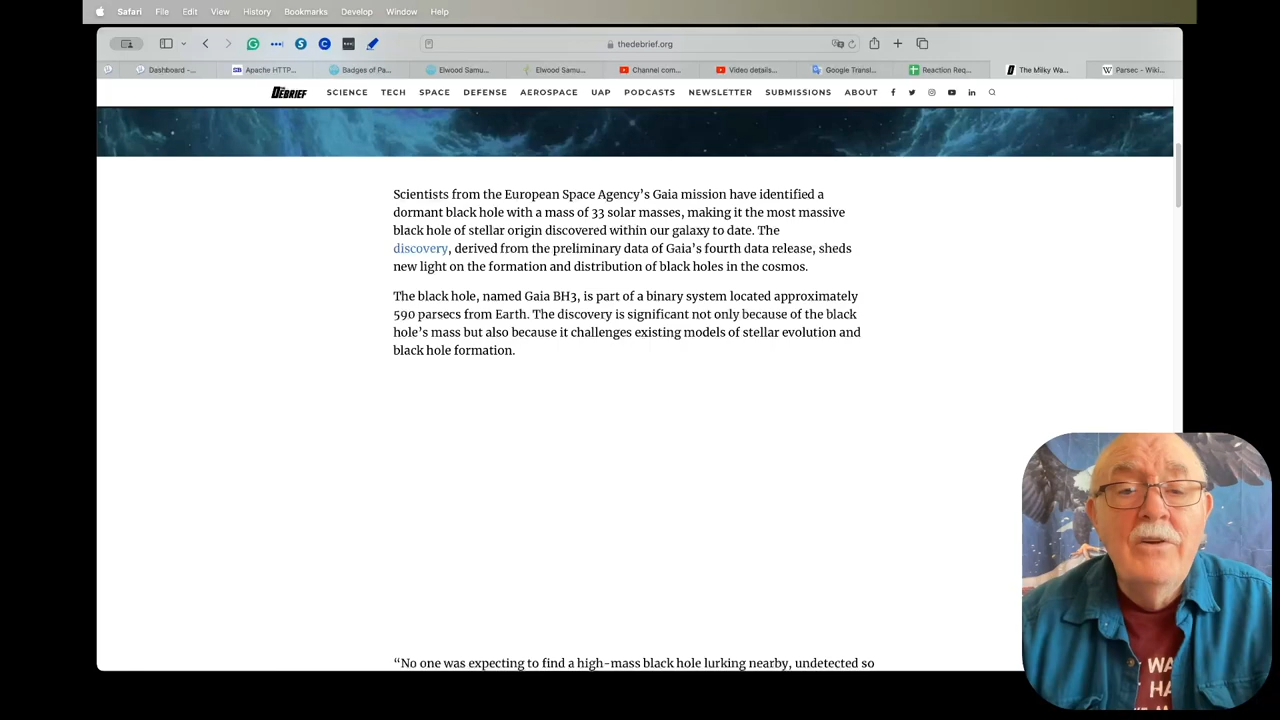 Safari File Edit View History Bookmarks Develop Window Help
thedebrief.org
Dashboard -... Apache HTTP... Badges of Pa... Elwood Samu... Elwood Samu... Channel com... Video details... Google Transl... Reaction Req... The Milky Wa... Parsec - Wiki...
THE DEBRIEF SCIENCE TECH SPACE DEFENSE AEROSPACE UAP PODCASTS NEWSLETTER SUBMISSIONS ABOUT
Scientists from the European Space Agency’s Gaia mission have identified a
dormant black hole with a mass of 33 solar masses, making it the most massive
black hole of stellar origin discovered within our galaxy to date. The
discovery, derived from the preliminary data of Gaia’s fourth data release, sheds
new light on the formation and distribution of black holes in the cosmos.
The black hole, named Gaia BH3, is part of a binary system located approximately
590 parsecs from Earth. The discovery is significant not only because of the black
hole’s mass but also because it challenges existing models of stellar evolution and
black hole formation.
“No one was expecting to find a high-mass black hole lurking nearby, undetected so
WA
HA